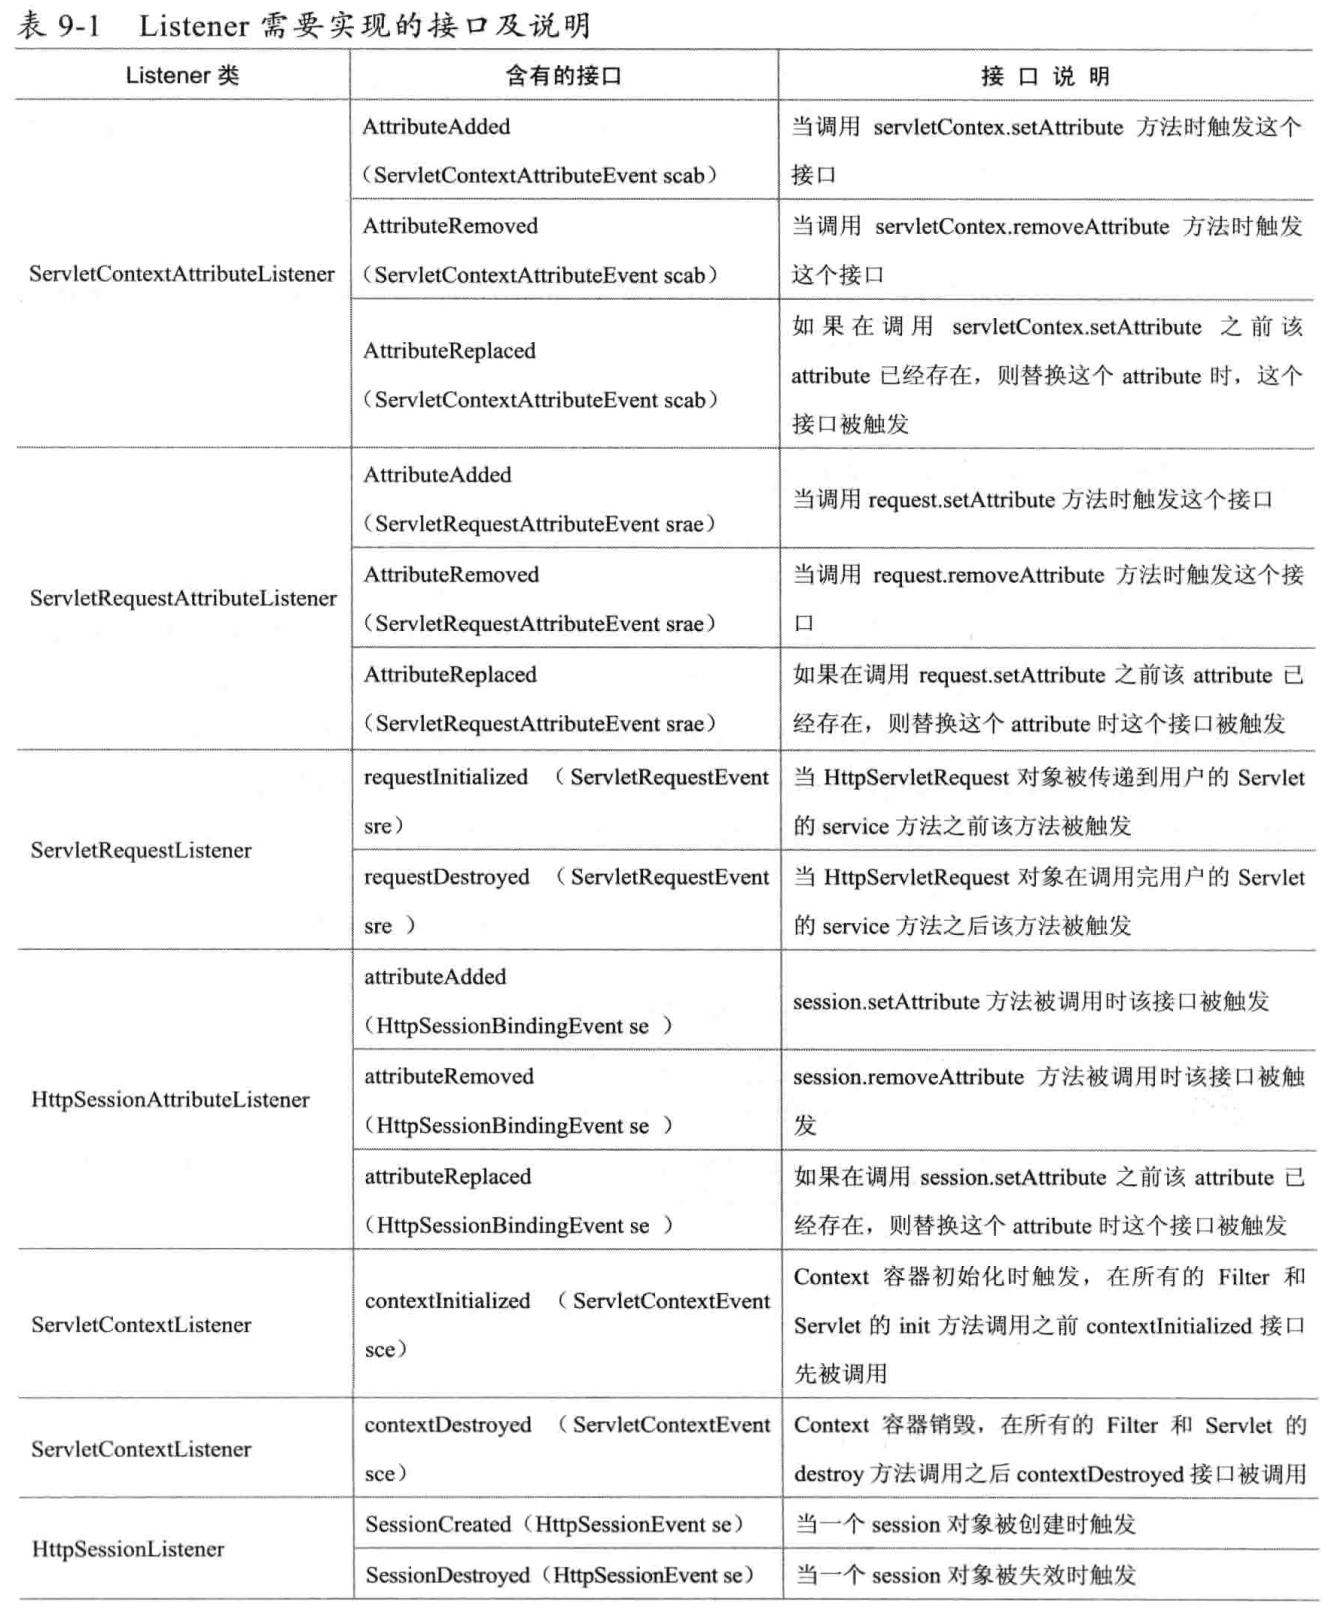 表 9-1 Listener 需要实现的接口及说明
Listener 类
含有的接口
接 口 说 明
ServletContextAttributeListener
AttributeAdded
（ServletContextAttributeEvent scab）
当调用 servletContex.setAttribute 方法时触发这个
接口
AttributeRemoved
（ServletContextAttributeEvent scab）
当调用 servletContex.removeAttribute 方法时触发
这个接口
AttributeReplaced
（ServletContextAttributeEvent scab）
如果在调用 servletContex.setAttribute 之前该
attribute 已经存在，则替换这个 attribute 时，这个
接口被触发
ServletRequestAttributeListener
AttributeAdded
（ServletRequestAttributeEvent srae）
当调用 request.setAttribute 方法时触发这个接口
AttributeRemoved
（ServletRequestAttributeEvent srae）
当调用 request.removeAttribute 方法时触发这个接
口
AttributeReplaced
（ServletRequestAttributeEvent srae）
如果在调用 request.setAttribute 之前该 attribute 已
经存在，则替换这个 attribute 时这个接口被触发
ServletRequestListener
requestInitialized （ServletRequestEvent
sre）
当 HttpServletRequest 对象被传递到用户的 Servlet
的 service 方法之前该方法被触发
requestDestroyed （ServletRequestEvent
sre ）
当 HttpServletRequest 对象在调用完用户的 Servlet
的 service 方法之后该方法被触发
HttpSessionAttributeListener
attributeAdded
（HttpSessionBindingEvent se ）
session.setAttribute 方法被调用时该接口被触发
attributeRemoved
（HttpSessionBindingEvent se ）
session.removeAttribute 方法被调用时该接口被触
发
attributeReplaced
（HttpSessionBindingEvent se ）
如果在调用 session.setAttribute 之前该 attribute 已
经存在，则替换这个 attribute 时这个接口被触发
ServletContextListener
contextInitialized （ServletContextEvent
sce）
Context 容器初始化时触发，在所有的 Filter 和
Servlet 的 init 方法调用之前 contextInitialized 接口
先被调用
ServletContextListener
contextDestroyed （ServletContextEvent
sce）
Context 容器销毁，在所有的 Filter 和 Servlet 的
destroy 方法调用之后 contextDestroyed 接口被调用
HttpSessionListener
SessionCreated（HttpSessionEvent se）
当一个 session 对象被创建时触发
SessionDestroyed（HttpSessionEvent se）
当一个 session 对象被失效时触发